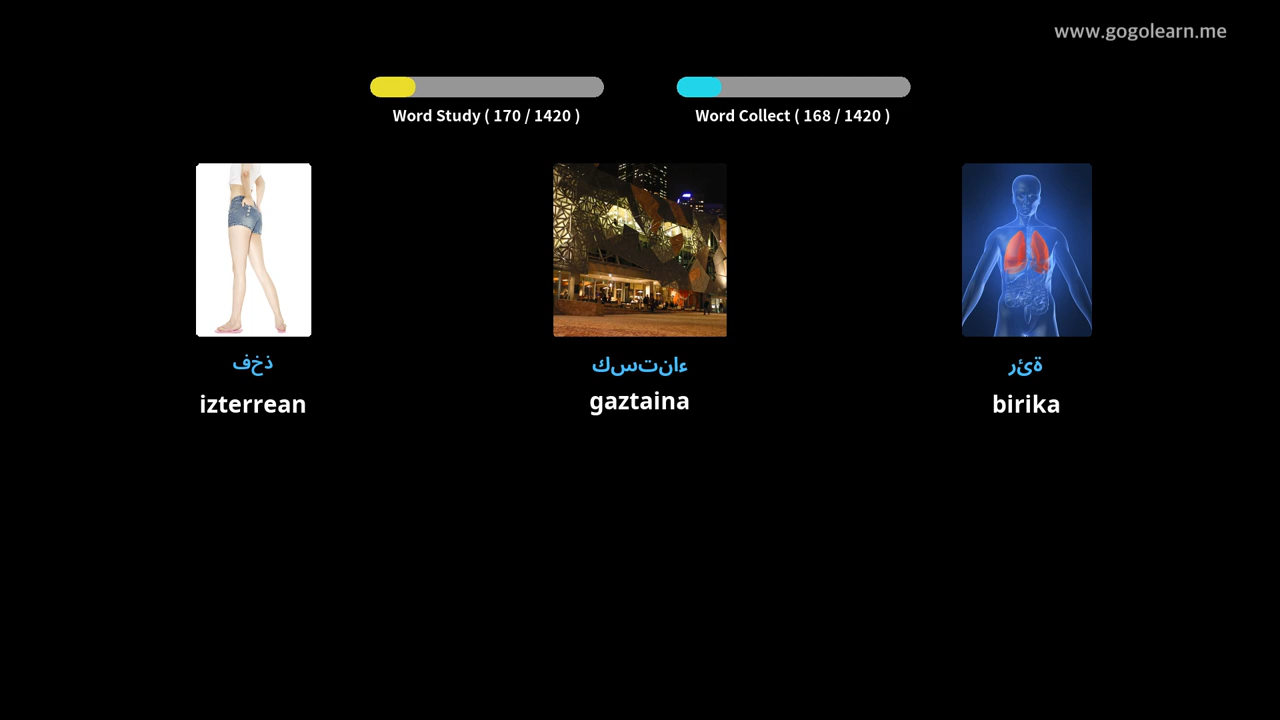 www.gogolearn.me
Word Study ( 170 / 1420 )
Word Collect ( 168 / 1420 )
ذخف
izterrean
ءانتسك
gaztaina
ةئر
birika